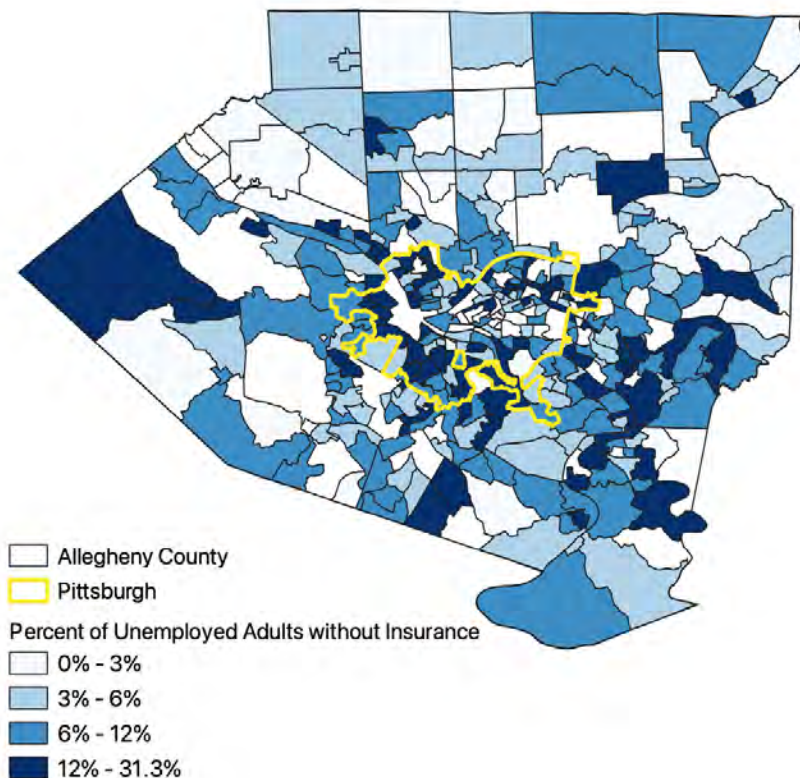 Allegheny County
Pittsburgh
Percent of Unemployed Adults without Insurance
0% - 3%
3% - 6%
6% - 12%
12% - 31.3%